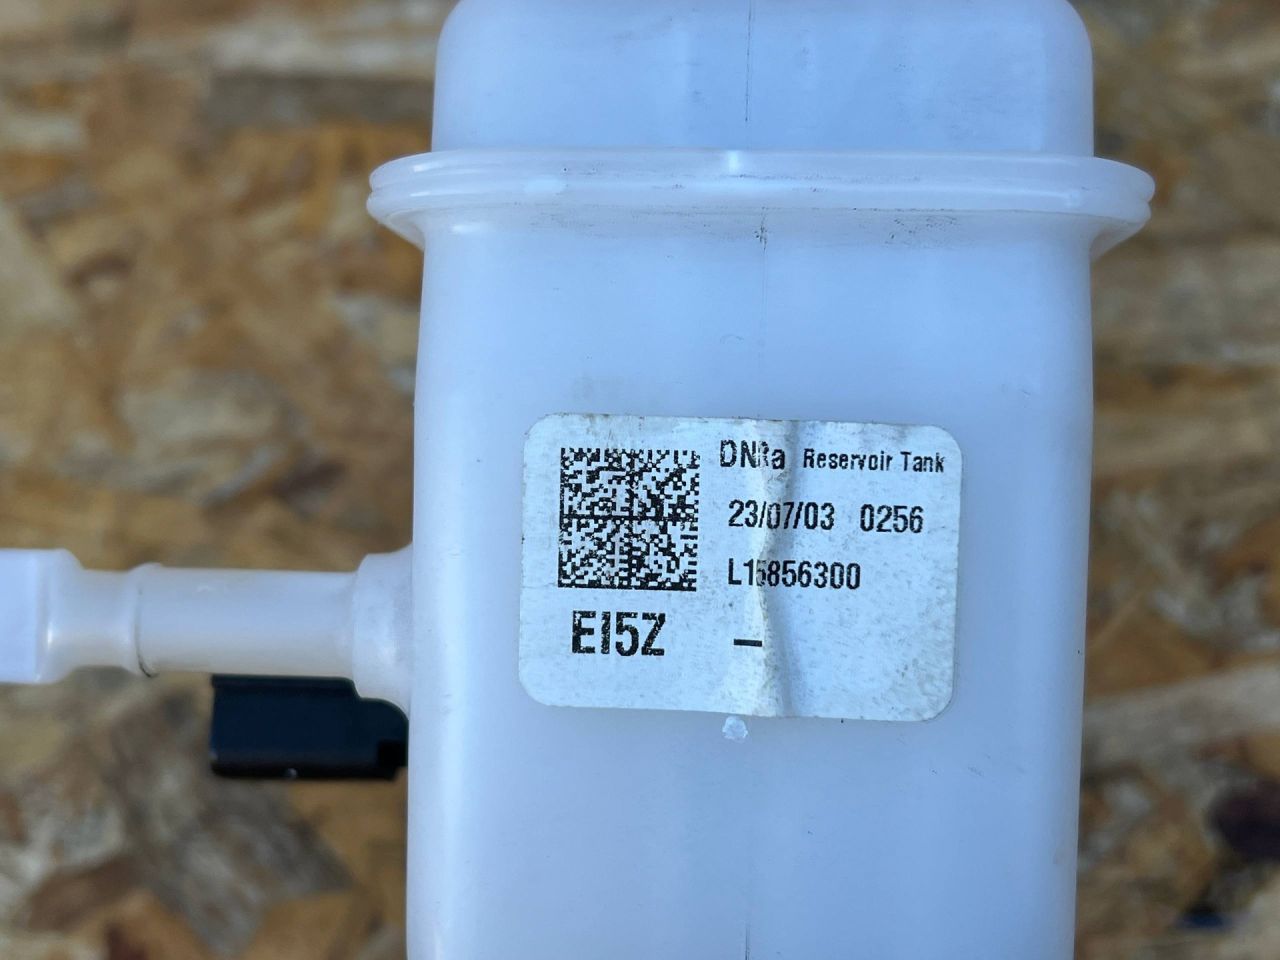 DNRa Reservoir Tank
23/07/03 0256
L15856300
EI5Z –